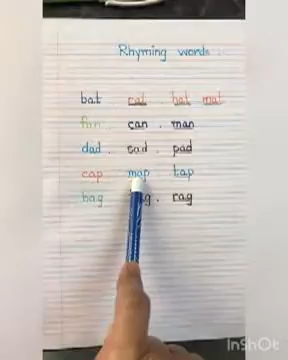 Rhyming words.
bat. cat. hat mat
fan. can. man
dad. sad. pad
cap map tap
bag . rag
InShOt